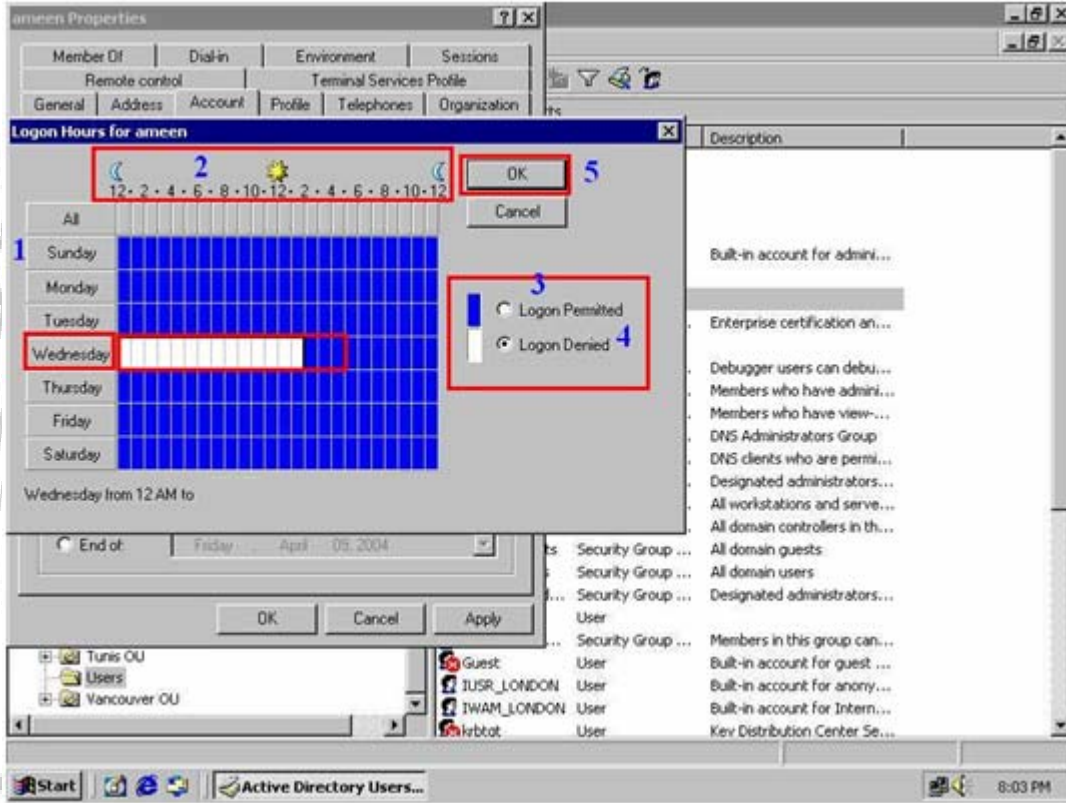 ameen Properties
Member Of Dial-in Environment Sessions
Remote control Terminal Services Profile
General Address Account Profile Telephones Organization
Logon Hours for ameen
2
12 · 2 · 4 · 6 · 8 · 10 · 12 · 2 · 4 · 6 · 8 · 10 · 12
OK 5
Cancel
All
1
Sunday
Monday
Tuesday
Wednesday
Thursday
Friday
Saturday
3
Logon Permitted
Logon Denied 4
Wednesday from 12 AM to
End of: Friday , April 09, 2004
OK Cancel Apply
Tunis OU
Users
Vancouver OU
ts
Description
Built-in account for admini...
Enterprise certification an...
Debugger users can debu...
Members who have admini...
Members who have view-...
DNS Administrators Group
DNS clients who are permi...
Designated administrators...
All workstations and serve...
All domain controllers in th...
ts Security Group ... All domain guests
s Security Group ... All domain users
... Security Group ... Designated administrators...
User
... Security Group ... Members in this group can...
Guest User Built-in account for guest ...
IUSR_LONDON User Built-in account for anony...
IWAM_LONDON User Built-in account for Intern...
krbtgt User Key Distribution Center Se...
Start Active Directory Users... 8:03 PM